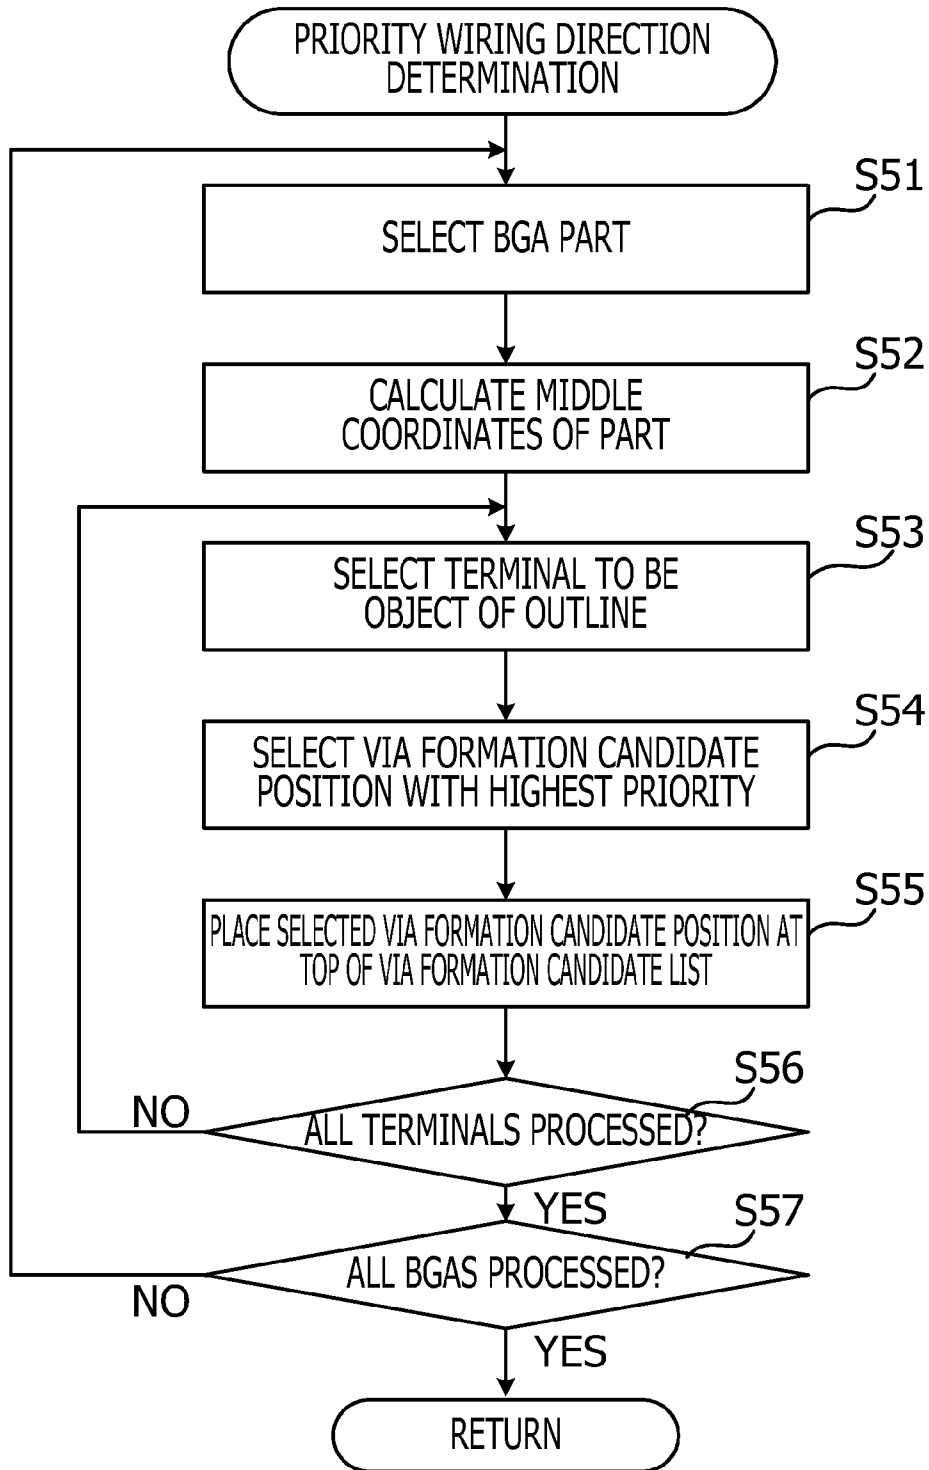 PRIORITY WIRING DIRECTION
DETERMINATION
S51
SELECT BGA PART
S52
CALCULATE MIDDLE
COORDINATES OF PART
S53
SELECT TERMINAL TO BE
OBJECT OF OUTLINE
S54
SELECT VIA FORMATION CANDIDATE
POSITION WITH HIGHEST PRIORITY
S55
PLACE SELECTED VIA FORMATION CANDIDATE POSITION AT
TOP OF VIA FORMATION CANDIDATE LIST
S56
NO
ALL TERMINALS PROCESSED?
YES
S57
ALL BGAS PROCESSED?
NO
YES
RETURN